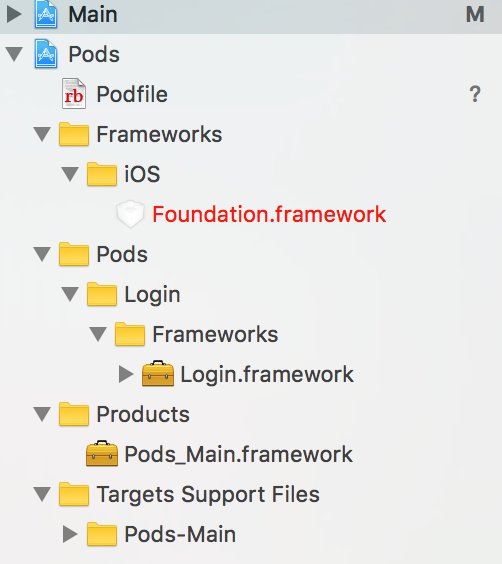 Main M
Pods
rb Podfile ?
Frameworks
iOS
Foundation.framework
Pods
Login
Frameworks
Login.framework
Products
Pods_Main.framework
Targets Support Files
Pods-Main